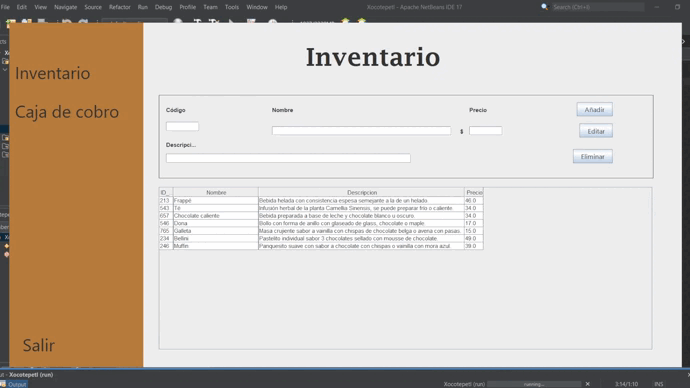 File Edit View Navigate Source Refactor Run Debug Profile Team Tools Window Help Xocotepetl - Apache NetBeans IDE 17 Search (Ctrl+I)
Inventario
Inventario
Caja de cobro
Código Nombre Precio Añadir
$ Editar
Descripci...
Eliminar
ID_ Nombre Descripcion Precio
213 Frappé Bebida helada con consistencia espesa semejante a la de un helado 46.0
543 Té Infusión herbal de la planta Camellia Sinensis, se puede preparar frío o caliente. 34.0
657 Chocolate caliente Bebida preparada a base de leche y chocolate blanco u oscuro. 34.0
546 Dona Bollo con forma de anillo con glaseado de glass, chocolate o maple. 17.0
765 Galleta Masa crujiente sabor a vainilla con chispas de chocolate belga o avena con pasas. 15.0
234 Bellini Pastelito individual sabor 3 chocolates sellado con mousse de chocolate. 49.0
246 Muffin Panquesito suave con sabor a chocolate con chispas o vainilla con mora azul. 39.0
Salir
ut - Xocotepetl (run)
Output Xocotepetl (run) running... 3:14/1:10 INS